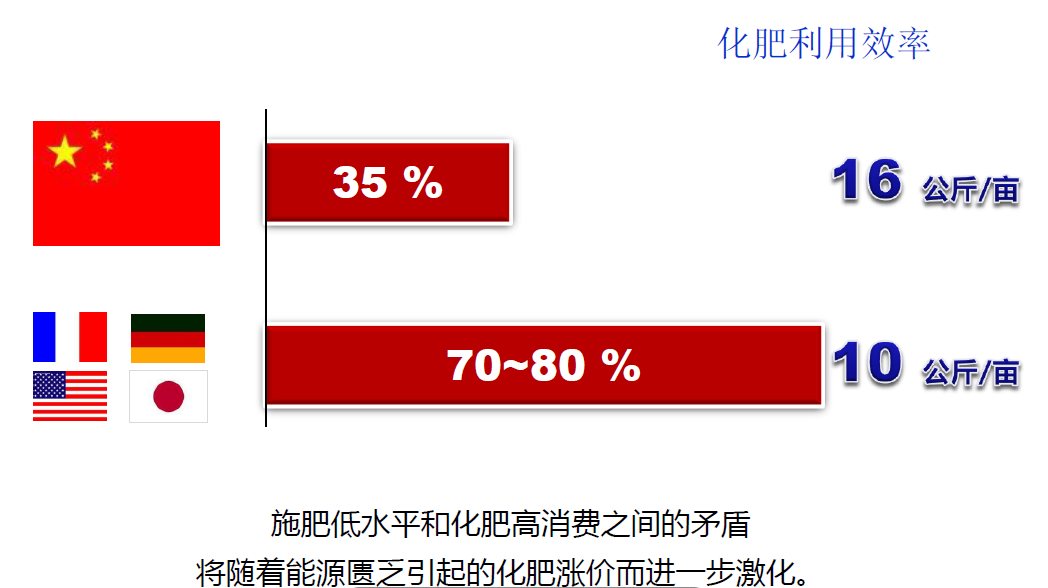 化肥利用效率
35 %
16 公斤/亩
70~80 %
10 公斤/亩
施肥低水平和化肥高消费之间的矛盾
将随着能源匮乏引起的化肥涨价而进一步激化。